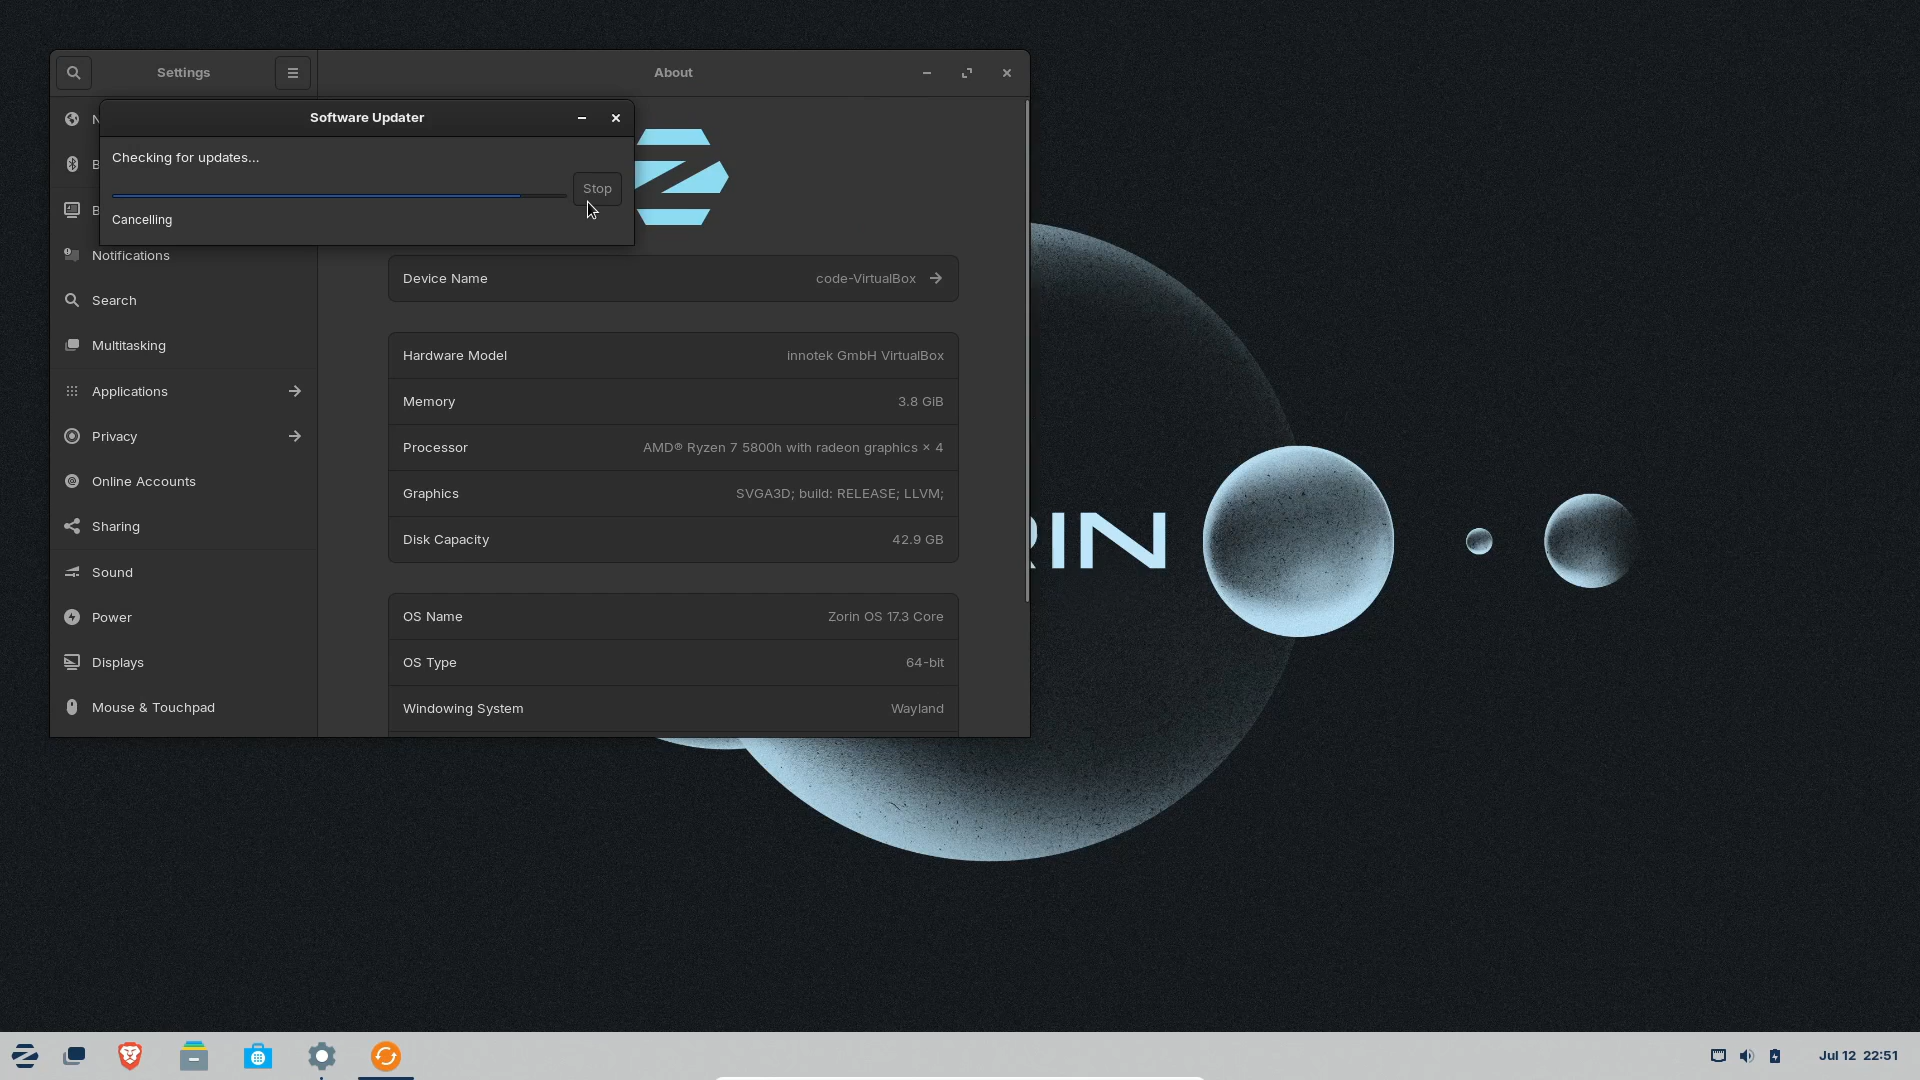 Settings
About
Software Updater
Checking for updates...
Stop
Cancelling
N
B
B
Notifications
Search
Multitasking
Applications
Privacy
Online Accounts
Sharing
Sound
Power
Displays
Mouse & Touchpad
Device Name code-VirtualBox
Hardware Model innotek GmbH VirtualBox
Memory 3.8 GiB
Processor AMD® Ryzen 7 5800h with radeon graphics × 4
Graphics SVGA3D; build: RELEASE; LLVM;
Disk Capacity 42.9 GB
OS Name Zorin OS 17.3 Core
OS Type 64-bit
Windowing System Wayland
RIN
Jul 12 22:51